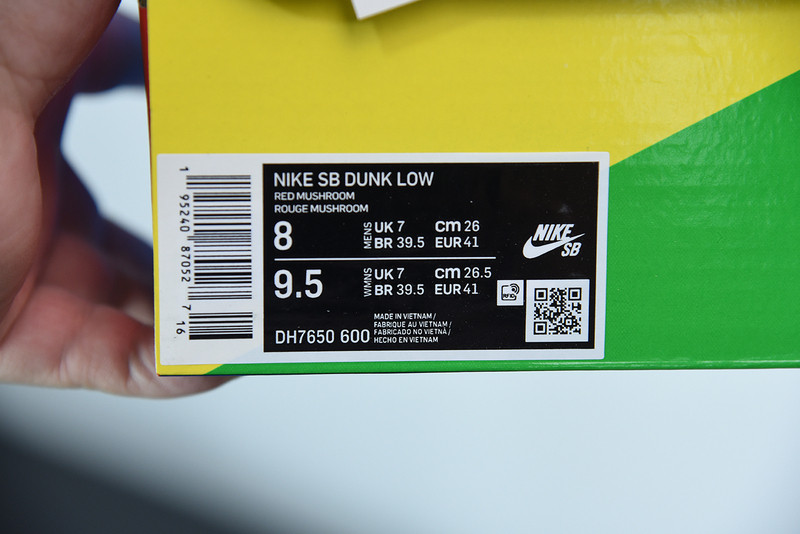 NIKE SB DUNK LOW
RED MUSHROOM
ROUGE MUSHROOM
8
MENS
UK 7 cm 26
BR 39.5 EUR 41
9.5
WMNS
UK 7 cm 26.5
BR 39.5 EUR 41
DH7650 600
MADE IN VIETNAM /
FABRIQUÉ AU VIETNAM /
FABRICADO NO VIETNÃ /
HECHO EN VIETNAM
NIKE
SB
RFID
1 95240 87052 7 16